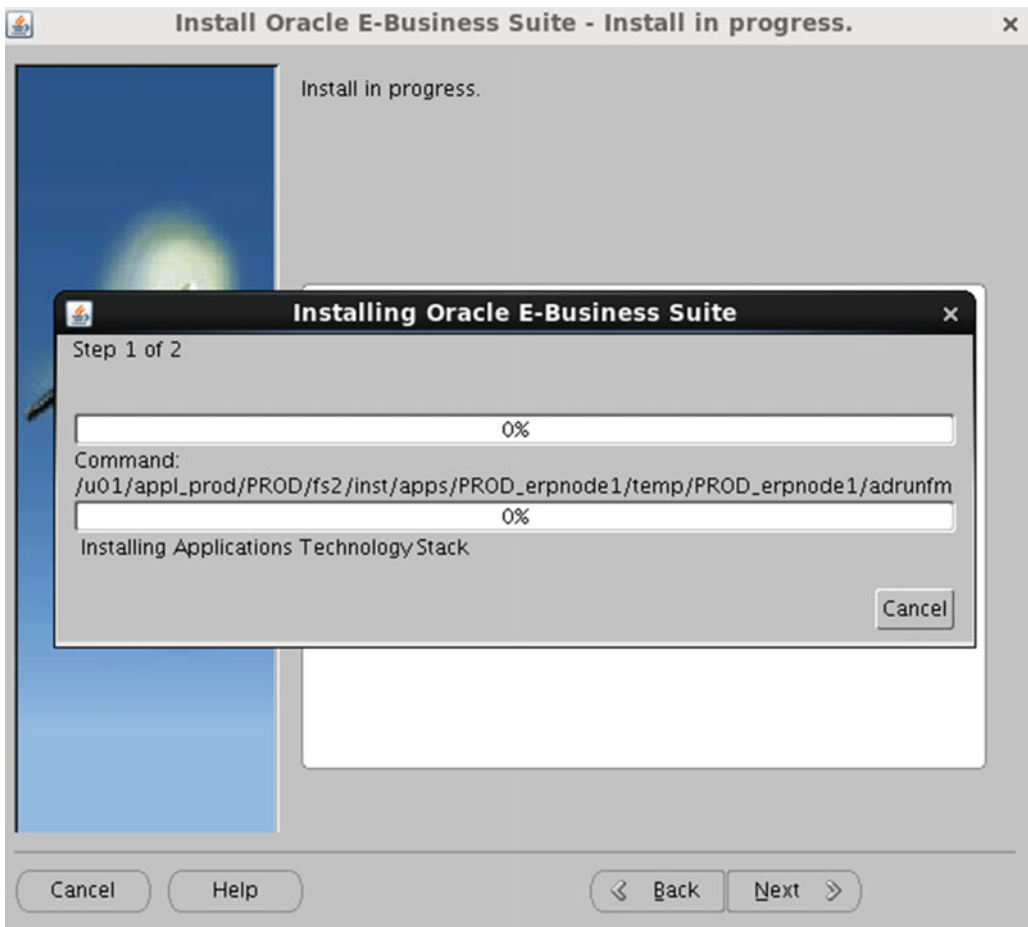 Install Oracle E-Business Suite - Install in progress.
Install in progress.
Installing Oracle E-Business Suite
Step 1 of 2
0%
Command:
/u01/appl_prod/PROD/fs2/inst/apps/PROD_erpnode1/temp/PROD_erpnode1/adrunfm
0%
Installing Applications Technology Stack
Cancel
Cancel
Help
Back
Next